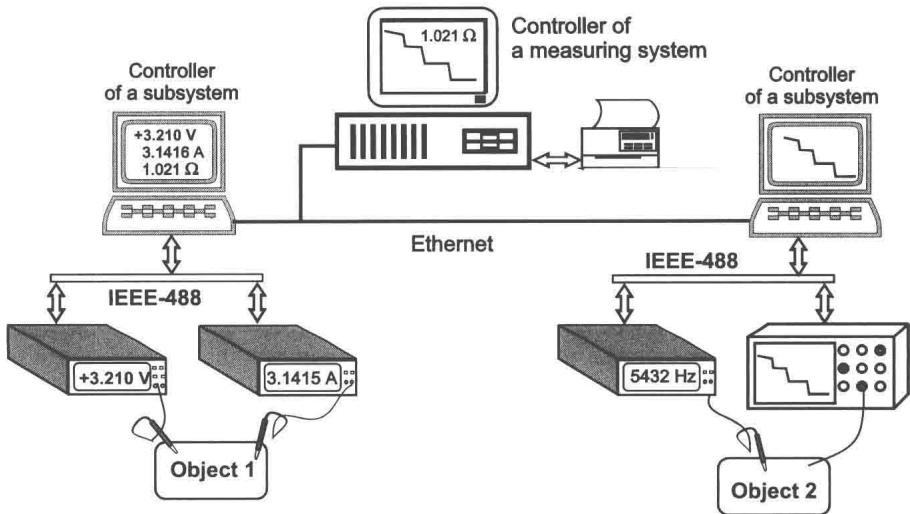 1.021 Ω
Controller of
a measuring system
Controller
of a subsystem
+3.210 V
3.1416 A
1.021 Ω
Controller
of a subsystem
Ethernet
IEEE-488
IEEE-488
+3.210 V
3.1415 A
5432 Hz
Object 1
Object 2